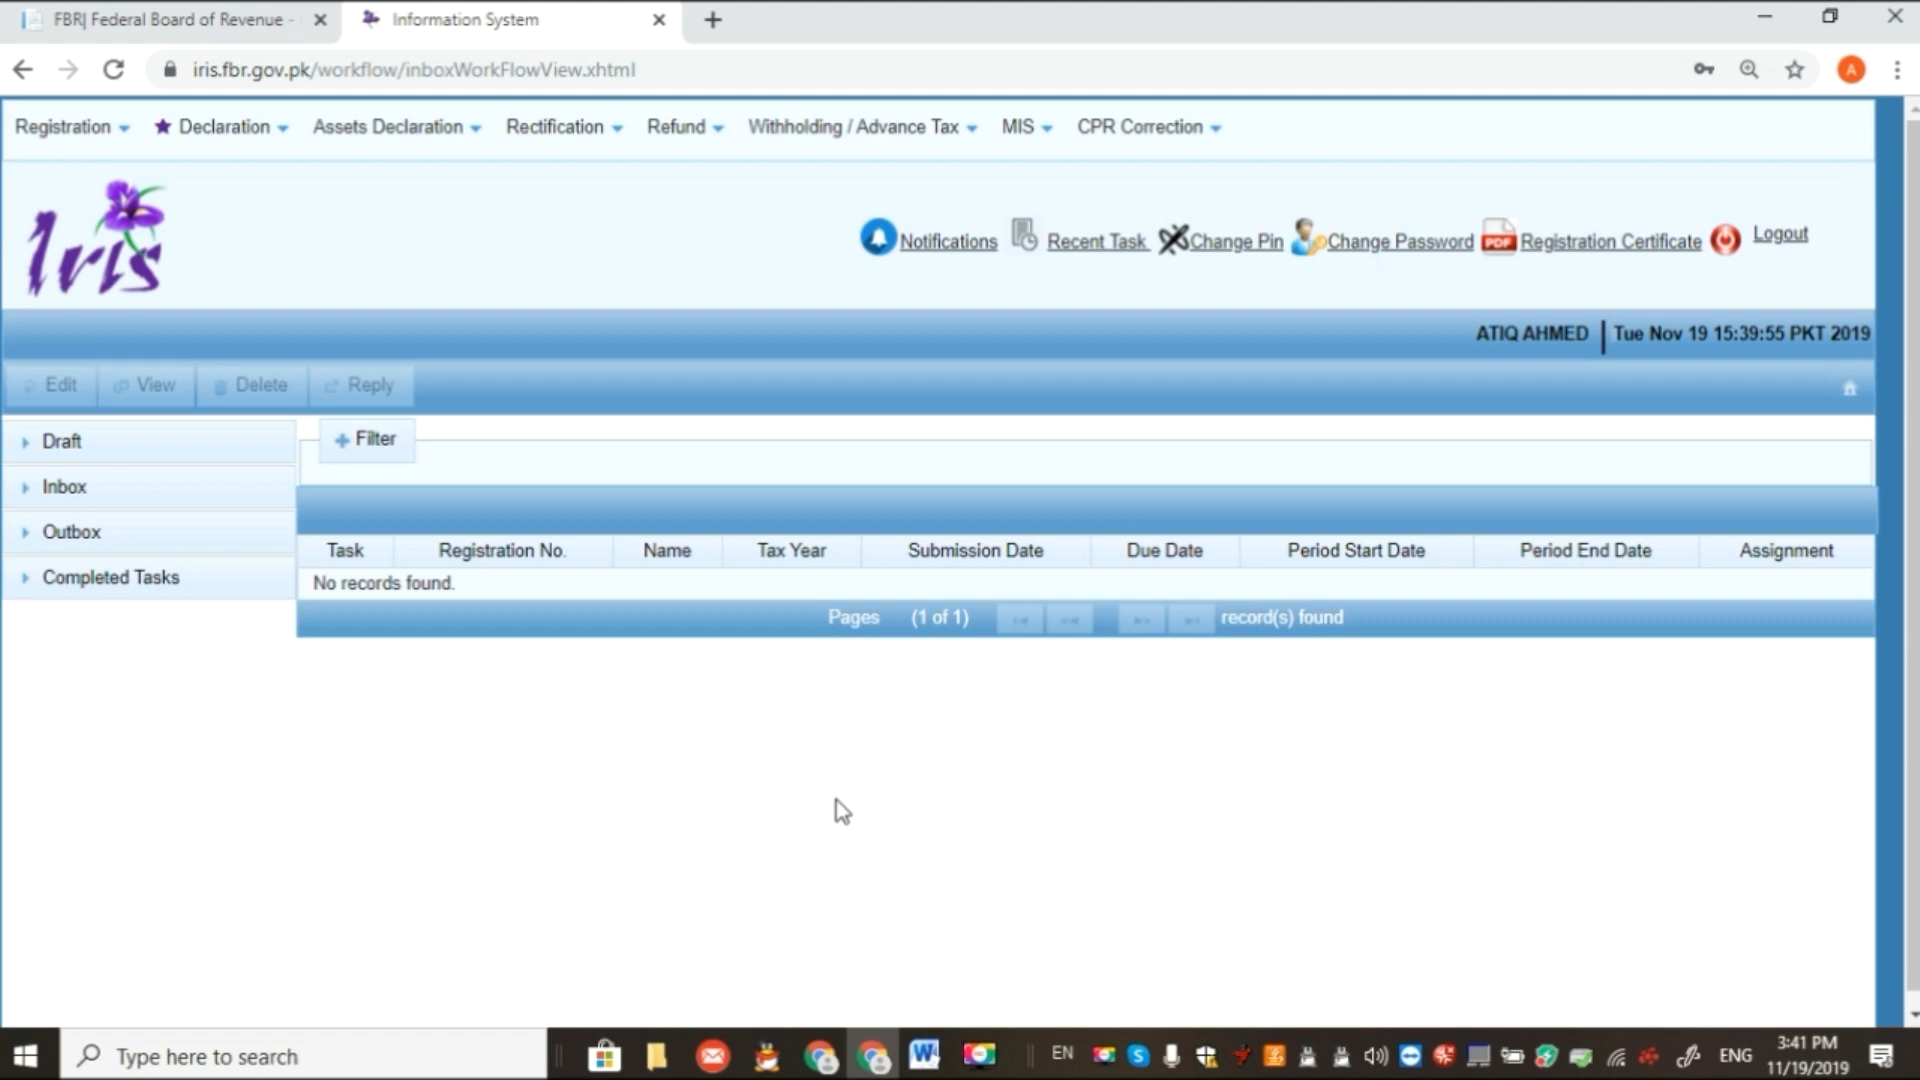 FBR| Federal Board of Revenue -
Information System
iris.fbr.gov.pk/workflow/inboxWorkFlowView.xhtml
A
Registration
Declaration
Assets Declaration
Rectification
Refund
Withholding / Advance Tax
MIS
CPR Correction
Iris
Notifications
Recent Task
Change Pin
Change Password
PDF
Registration Certificate
Logout
ATIQ AHMED
Tue Nov 19 15:39:55 PKT 2019
Edit
View
Delete
Reply
Draft
Inbox
Outbox
Completed Tasks
Filter
Task
Registration No.
Name
Tax Year
Submission Date
Due Date
Period Start Date
Period End Date
Assignment
No records found.
Pages (1 of 1) record(s) found
Type here to search
EN
ENG
3:41 PM
11/19/2019